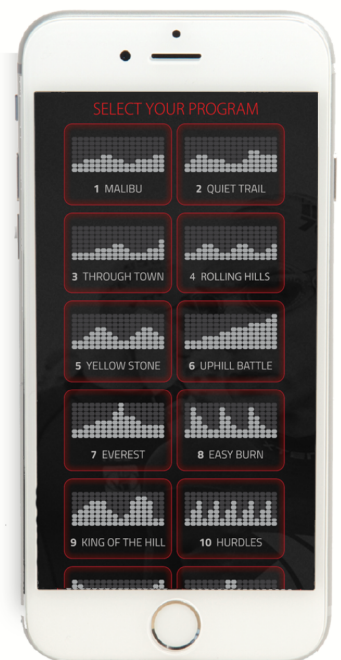 SELECT YOUR PROGRAM
1 MALIBU
2 QUIET TRAIL
3 THROUGH TOWN
4 ROLLING HILLS
5 YELLOW STONE
6 UPHILL BATTLE
7 EVEREST
8 EASY BURN
9 KING OF THE HILL
10 HURDLES